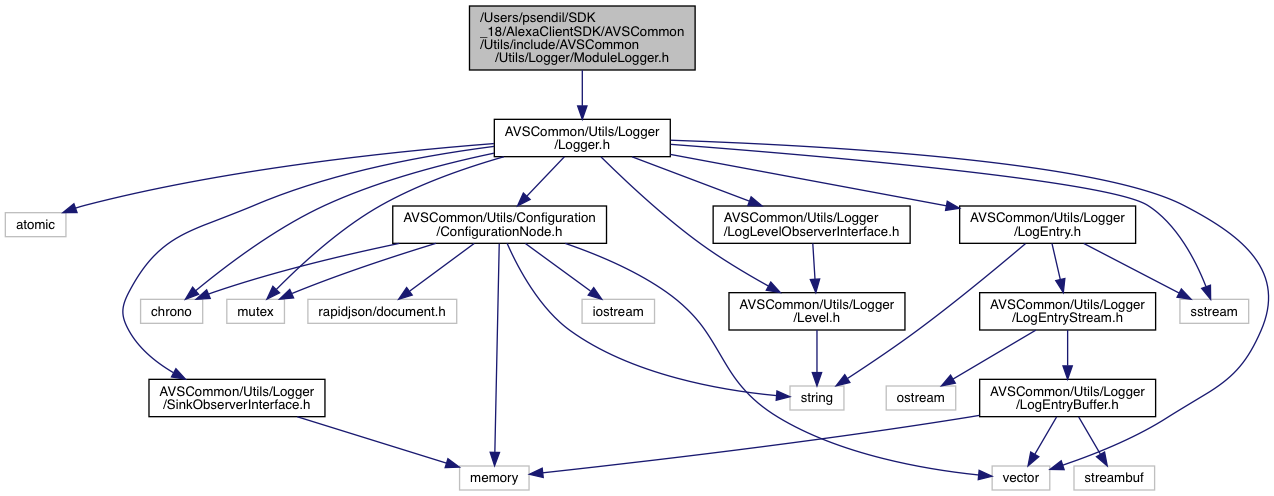 /Users/psendil/SDK
_18/AlexaClientSDK/AVSCommon
/Utils/include/AVSCommon
/Utils/Logger/ModuleLogger.h
AVSCommon/Utils/Logger
/Logger.h
atomic
AVSCommon/Utils/Configuration
/ConfigurationNode.h
AVSCommon/Utils/Logger
/LogLevelObserverInterface.h
AVSCommon/Utils/Logger
/LogEntry.h
chrono
mutex
rapidjson/document.h
iostream
AVSCommon/Utils/Logger
/Level.h
AVSCommon/Utils/Logger
/LogEntryStream.h
sstream
AVSCommon/Utils/Logger
/SinkObserverInterface.h
string
ostream
AVSCommon/Utils/Logger
/LogEntryBuffer.h
memory
vector
streambuf